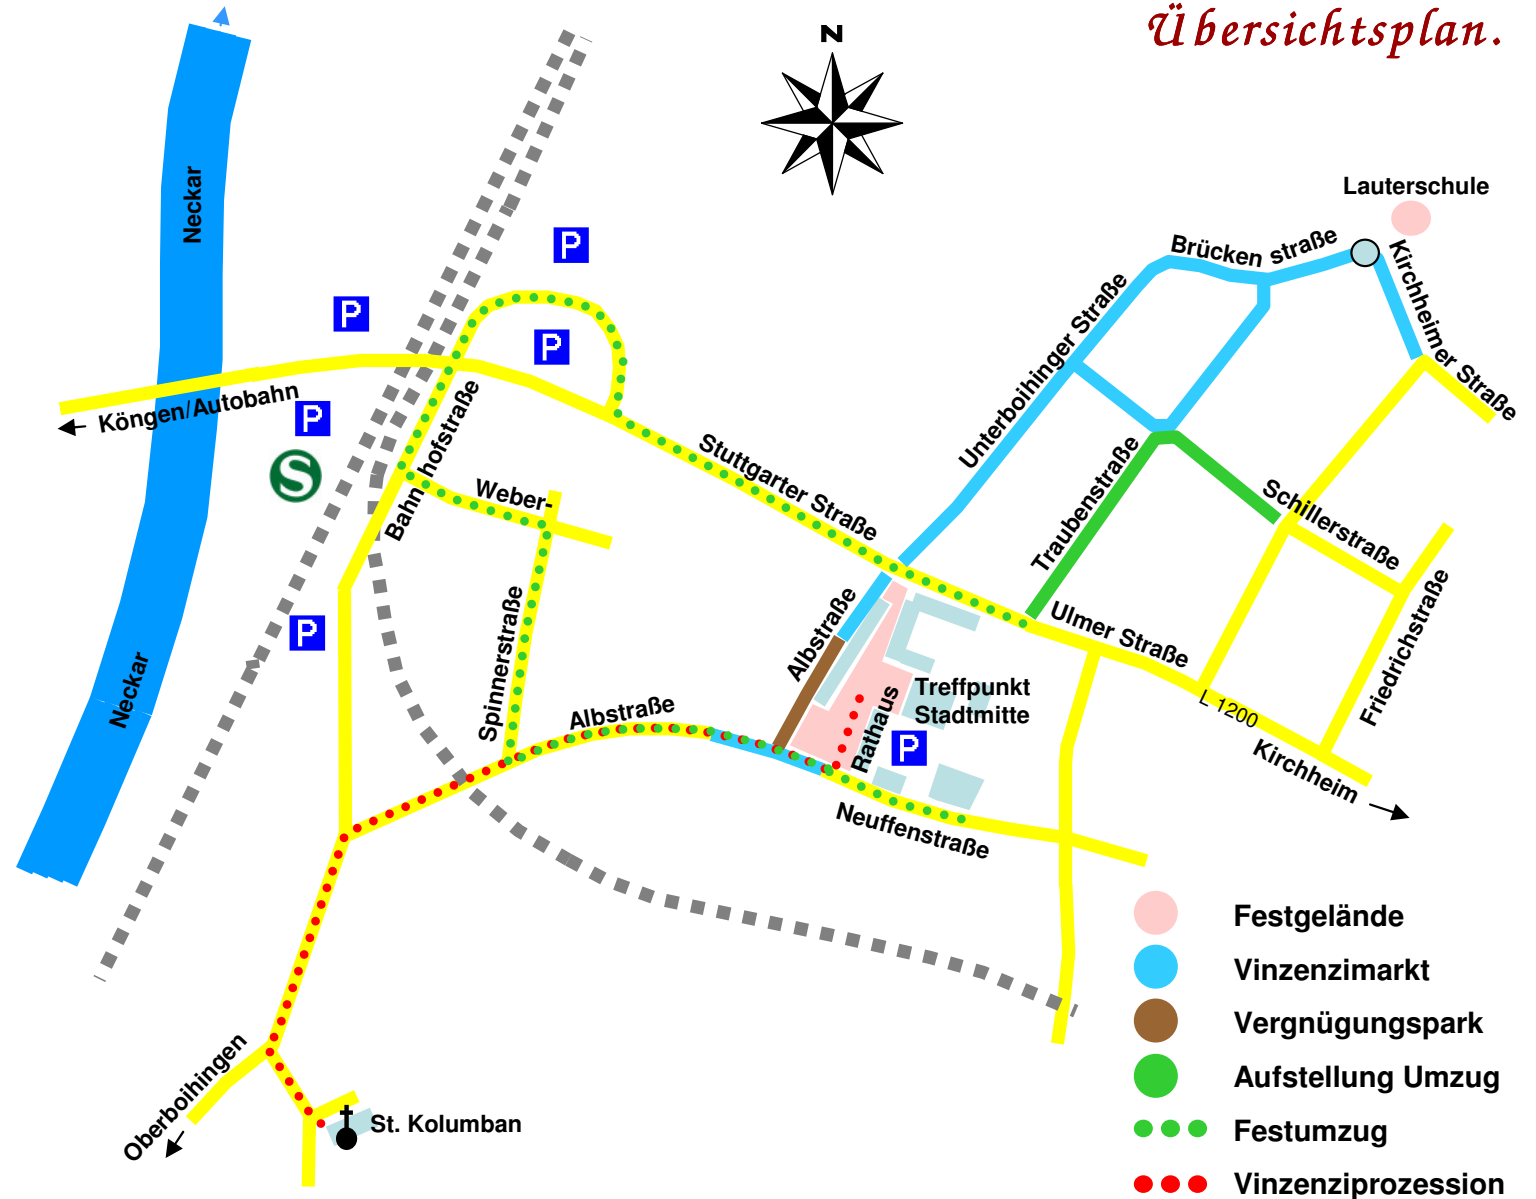 Übersichtsplan.
N
Neckar
Lauterschule
Brückenstraße
Kirchheimer Straße
Unterboihinger Straße
Köngen/Autobahn
P
P
P
P
S
Bahnhofstraße
Weber-
Stuttgarter Straße
Traubenstraße
Schillerstraße
Friedrichstraße
Ulmer Straße
L 1200
Kirchheim
P
Neckar
Spinnerstraße
Albstraße
Albstraße
Rathaus
Treffpunkt
Stadtmitte
P
Neuffenstraße
Oberboihingen
St. Kolumban
Festgelände
Vinzenzimarkt
Vergnügungspark
Aufstellung Umzug
Festumzug
Vinzenziprozession